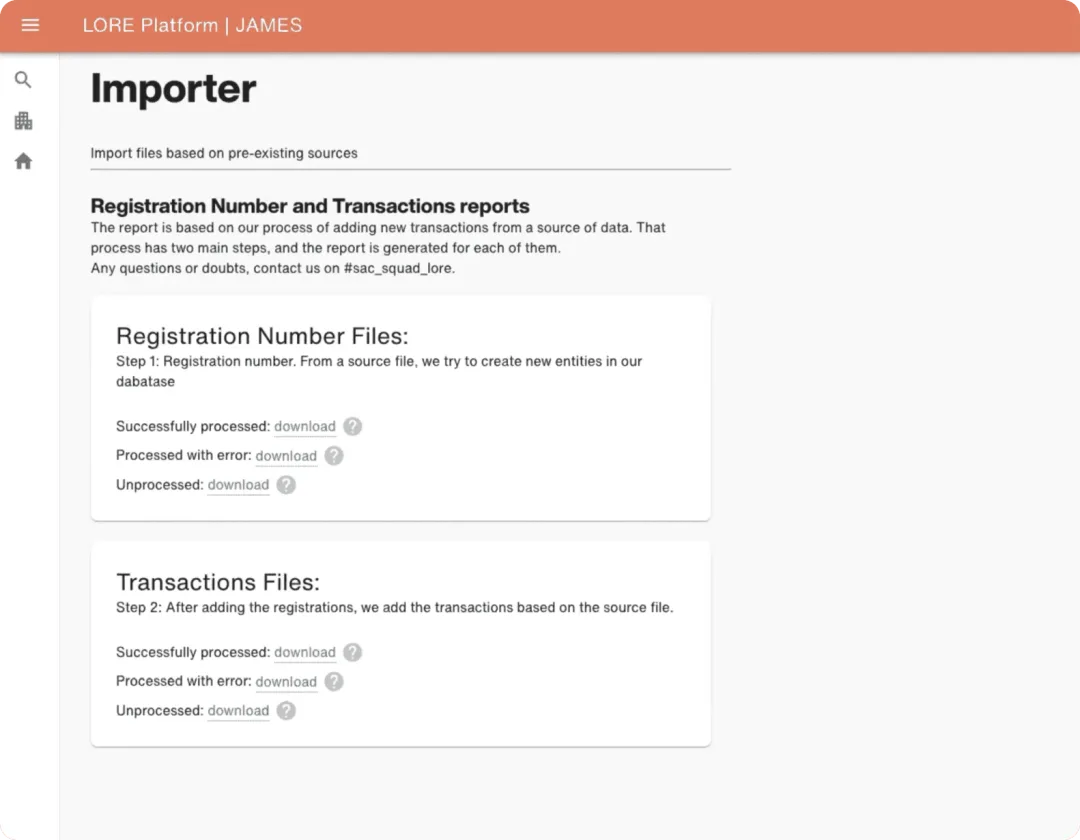 LORE Platform | JAMES
Importer
Import files based on pre-existing sources
Registration Number and Transactions reports
The report is based on our process of adding new transactions from a source of data. That
process has two main steps, and the report is generated for each of them.
Any questions or doubts, contact us on #sac_squad_lore.
Registration Number Files:
Step 1: Registration number. From a source file, we try to create new entities in our
dabatase
Successfully processed: download ?
Processed with error: download ?
Unprocessed: download ?
Transactions Files:
Step 2: After adding the registrations, we add the transactions based on the source file.
Successfully processed: download ?
Processed with error: download ?
Unprocessed: download ?